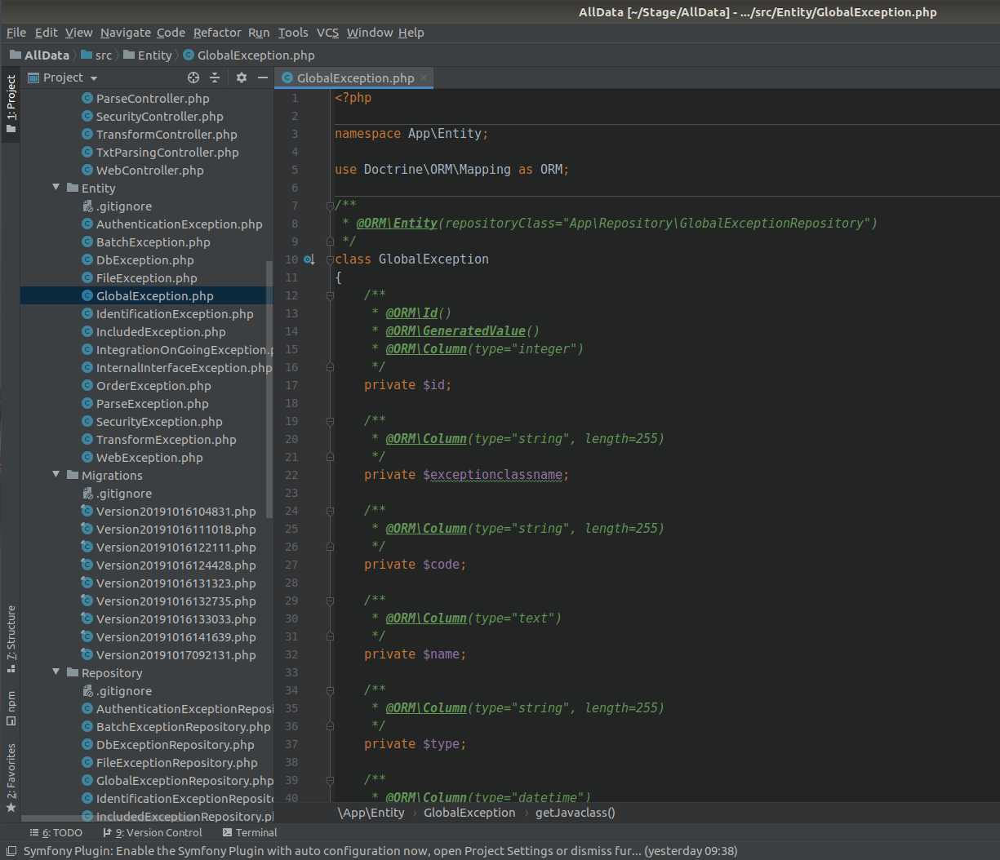 AllData [~/Stage/AllData] - .../src/Entity/GlobalException.php
File Edit View Navigate Code Refactor Run Tools VCS Window Help
AllData src Entity GlobalException.php
1: Project
7: Structure
npm
2: Favorites
Project
ParseController.php
SecurityController.php
TransformController.php
TxtParsingController.php
WebController.php
Entity
.gitignore
AuthenticationException.php
BatchException.php
DbException.php
FileException.php
GlobalException.php
IdentificationException.php
IncludedException.php
IntegrationOnGoingException.p
InternalInterfaceException.php
OrderException.php
ParseException.php
SecurityException.php
TransformException.php
WebException.php
Migrations
.gitignore
Version20191016104831.php
Version20191016111018.php
Version20191016122111.php
Version20191016124428.php
Version20191016131323.php
Version20191016132735.php
Version20191016133033.php
Version20191016141639.php
Version20191017092131.php
Repository
.gitignore
AuthenticationExceptionReposi
BatchExceptionRepository.php
DbExceptionRepository.php
FileExceptionRepository.php
GlobalExceptionRepository.php
IdentificationExceptionReposito
IncludedExceptionRepository.pl
GlobalException.php
1 <?php
2
3 namespace App\Entity;
4
5 use Doctrine\ORM\Mapping as ORM;
6
7 /**
8 * @ORM\Entity(repositoryClass="App\Repository\GlobalExceptionRepository")
9 */
10 class GlobalException
11 {
12 /**
13 * @ORM\Id()
14 * @ORM\GeneratedValue()
15 * @ORM\Column(type="integer")
16 */
17 private $id;
18
19 /**
20 * @ORM\Column(type="string", length=255)
21 */
22 private $exceptionclassname;
23
24 /**
25 * @ORM\Column(type="string", length=255)
26 */
27 private $code;
28
29 /**
30 * @ORM\Column(type="text")
31 */
32 private $name;
33
34 /**
35 * @ORM\Column(type="string", length=255)
36 */
37 private $type;
38
39 /**
40 * @ORM\Column(type="datetime")
\App\Entity › GlobalException › getJavaclass()
6: TODO 9: Version Control Terminal
Symfony Plugin: Enable the Symfony Plugin with auto configuration now, open Project Settings or dismiss fur... (yesterday 09:38)